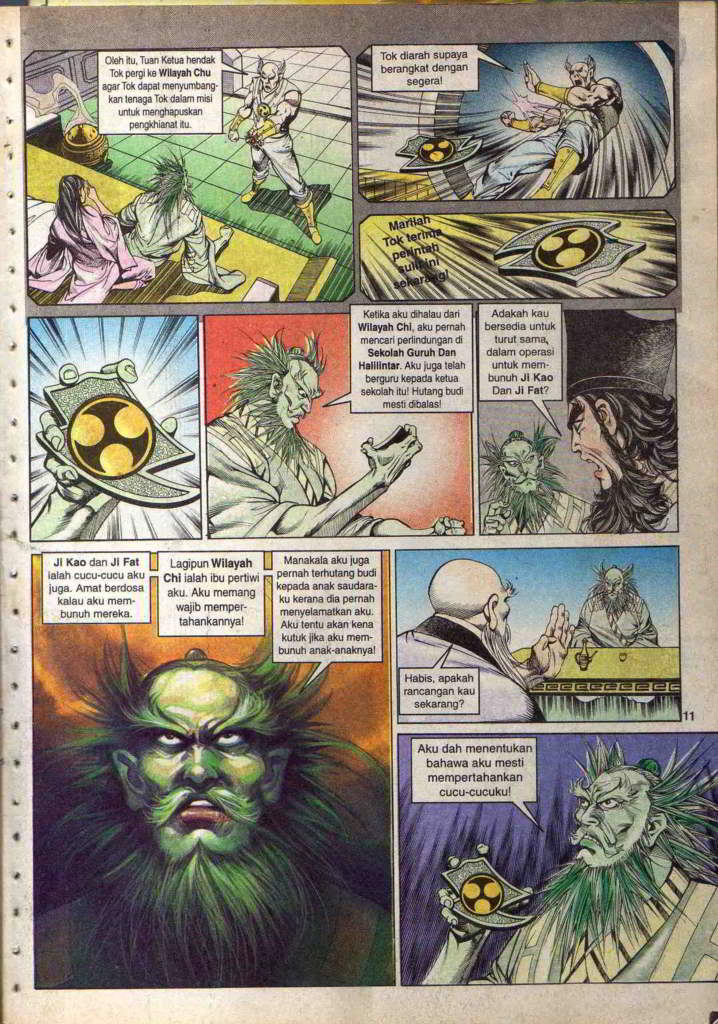 Oleh itu, Tuan Ketua hendak
Tok pergi ke Wilayah Chu
agar Tok dapat menyumbang-
kan tenaga Tok dalam misi
untuk menghapuskan
pengkhianat itu.
Tok diarah supaya
berangkat dengan
segera!
Marilah
Tok terima
perintah
sulit ini
sekarang!
Ketika aku dihalau dari
Wilayah Chi, aku pernah
mencari perlindungan di
Sekolah Guruh Dan
Halilintar. Aku juga telah
berguru kepada ketua
sekolah itu! Hutang budi
mesti dibalas!
Adakah kau
bersedia untuk
turut sama,
dalam operasi
untuk mem-
bunuh Ji Kao
Dan Ji Fat?
Ji Kao dan Ji Fat
ialah cucu-cucu aku
juga. Amat berdosa
kalau aku mem-
bunuh mereka.
Lagipun Wilayah
Chi ialah ibu pertiwi
aku. Aku memang
wajib memper-
tahankannya!
Manakala aku juga
pernah terhutang budi
kepada anak saudara-
ku kerana dia pernah
menyelamatkan aku.
Aku tentu akan kena
kutuk jika aku mem-
bunuh anak-anaknya!
Habis, apakah
rancangan kau
sekarang?
11
Aku dah menentukan
bahawa aku mesti
mempertahankan
cucu-cucuku!